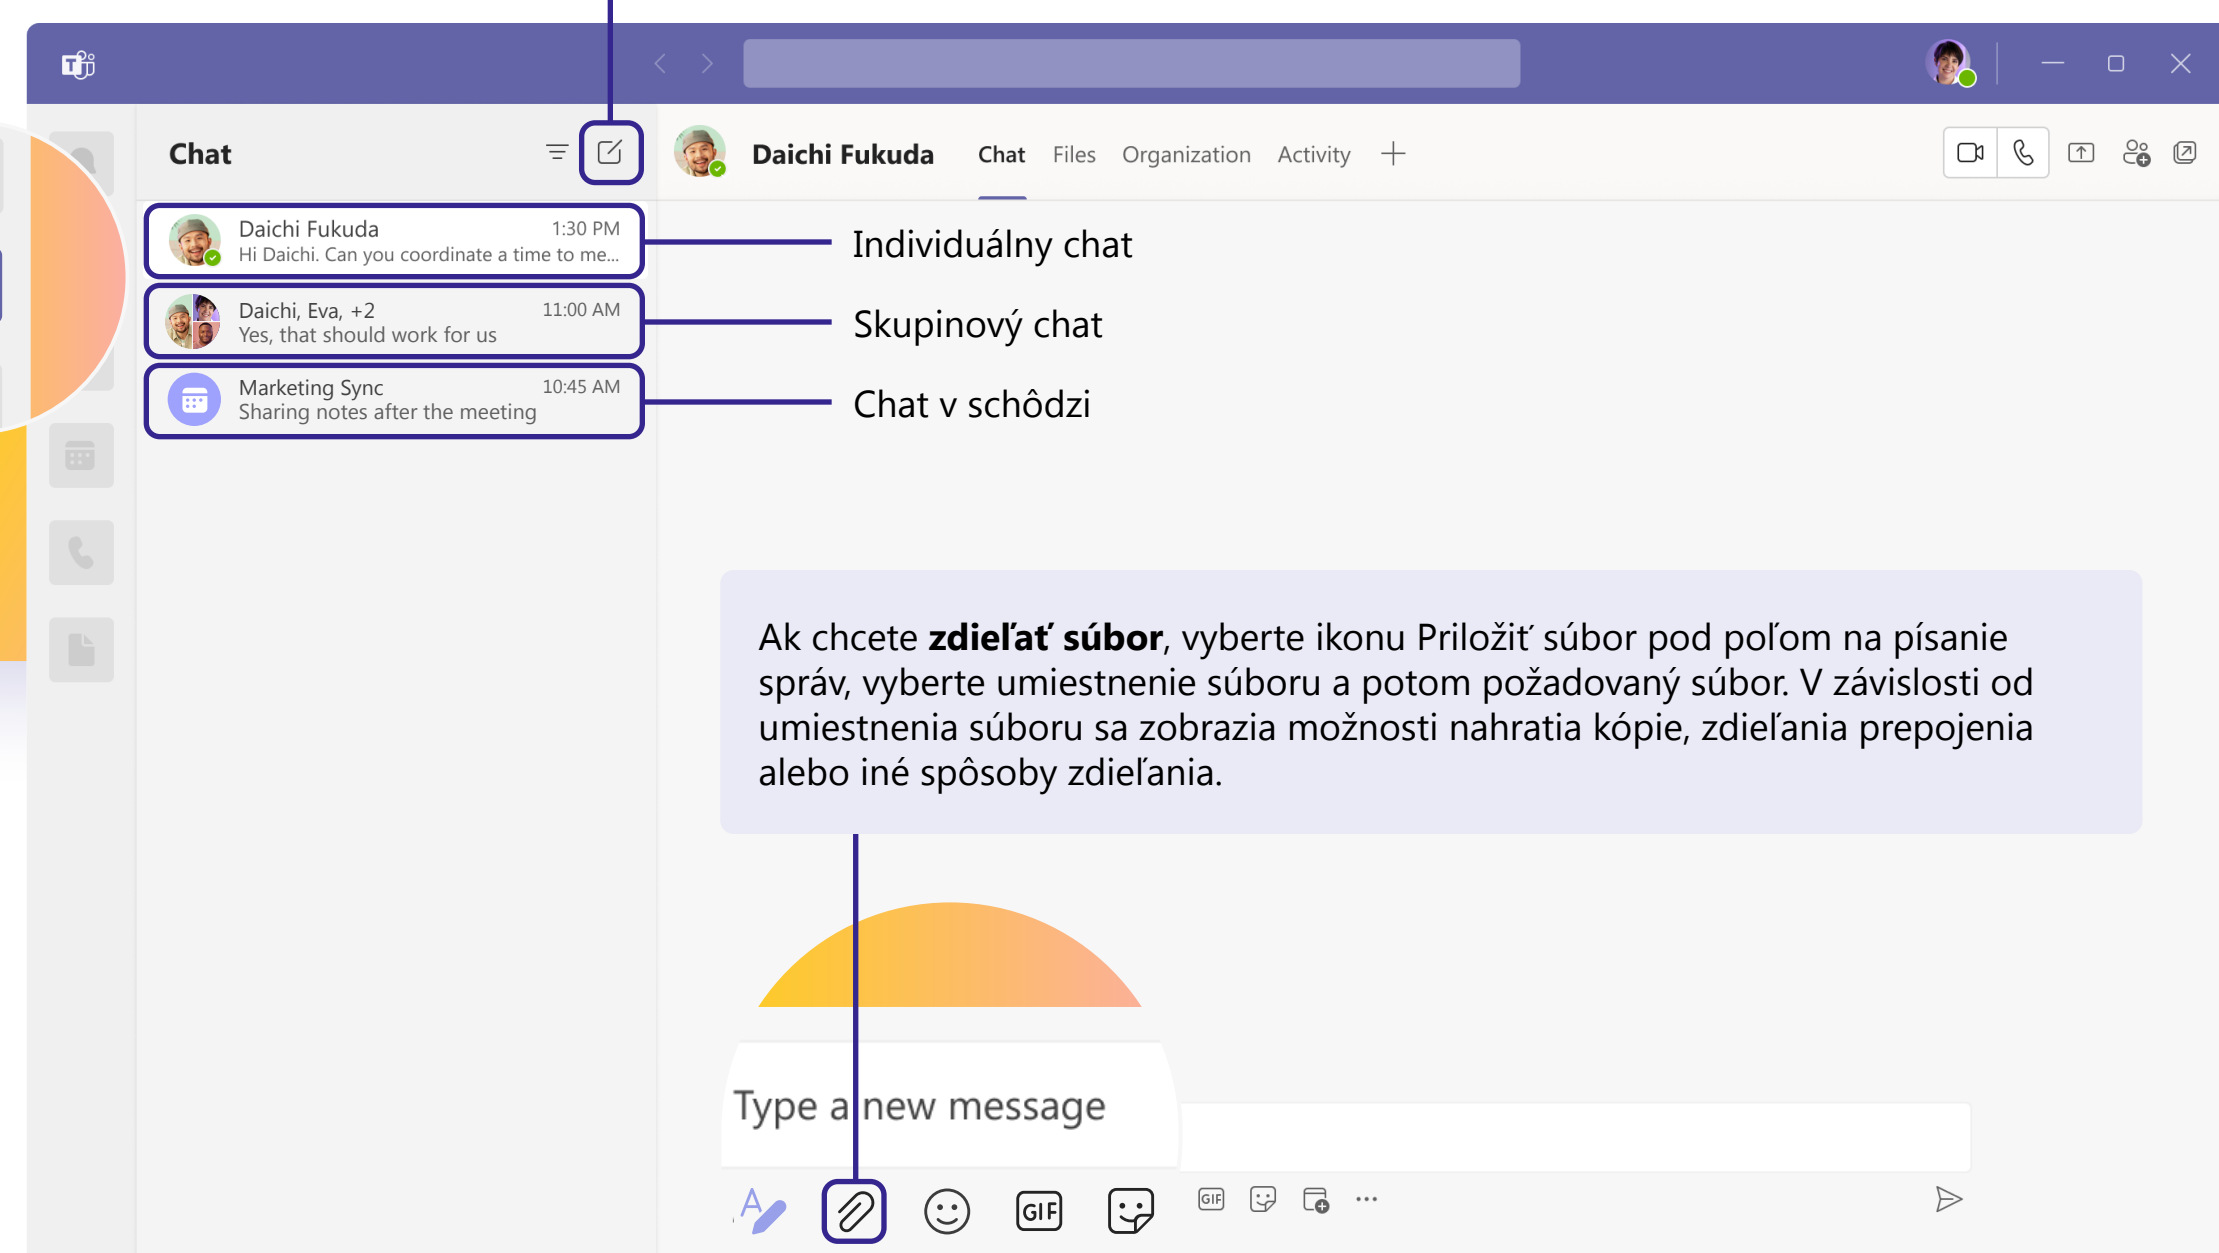 Chat
Daichi Fukuda
Chat
Files
Organization
Activity
Daichi Fukuda
1:30 PM
Hi Daichi. Can you coordinate a time to me...
Individuálny chat
Daichi, Eva, +2
11:00 AM
Yes, that should work for us
Skupinový chat
Marketing Sync
10:45 AM
Sharing notes after the meeting
Chat v schôdzi
Ak chcete zdieľať súbor, vyberte ikonu Priložiť súbor pod poľom na písanie
správ, vyberte umiestnenie súboru a potom požadovaný súbor. V závislosti od
umiestnenia súboru sa zobrazia možnosti nahratia kópie, zdieľania prepojenia
alebo iné spôsoby zdieľania.
Type a new message
GIF
GIF